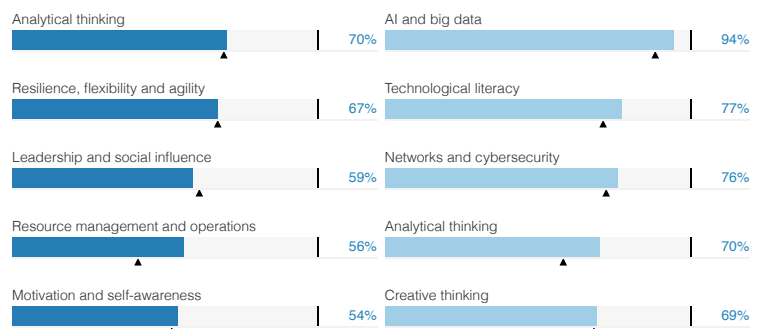 Analytical thinking
70%
Resilience, flexibility and agility
67%
Leadership and social influence
59%
Resource management and operations
56%
Motivation and self-awareness
54%
AI and big data
94%
Technological literacy
77%
Networks and cybersecurity
76%
Analytical thinking
70%
Creative thinking
69%